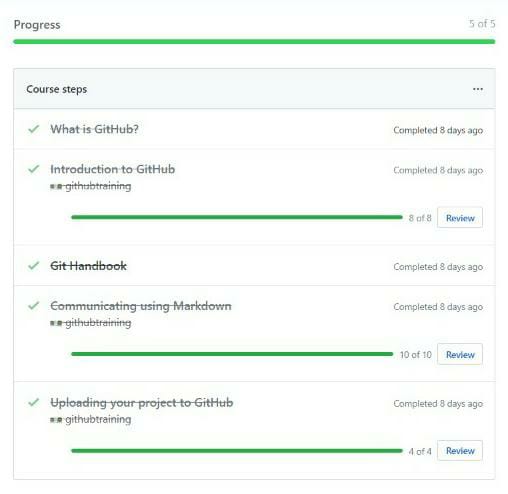 Progress 5 of 5
Course steps ...
What is GitHub? Completed 8 days ago
Introduction to GitHub Completed 8 days ago
githubtraining
8 of 8 Review
Git Handbook Completed 8 days ago
Communicating using Markdown Completed 8 days ago
githubtraining
10 of 10 Review
Uploading your project to GitHub Completed 8 days ago
githubtraining
4 of 4 Review